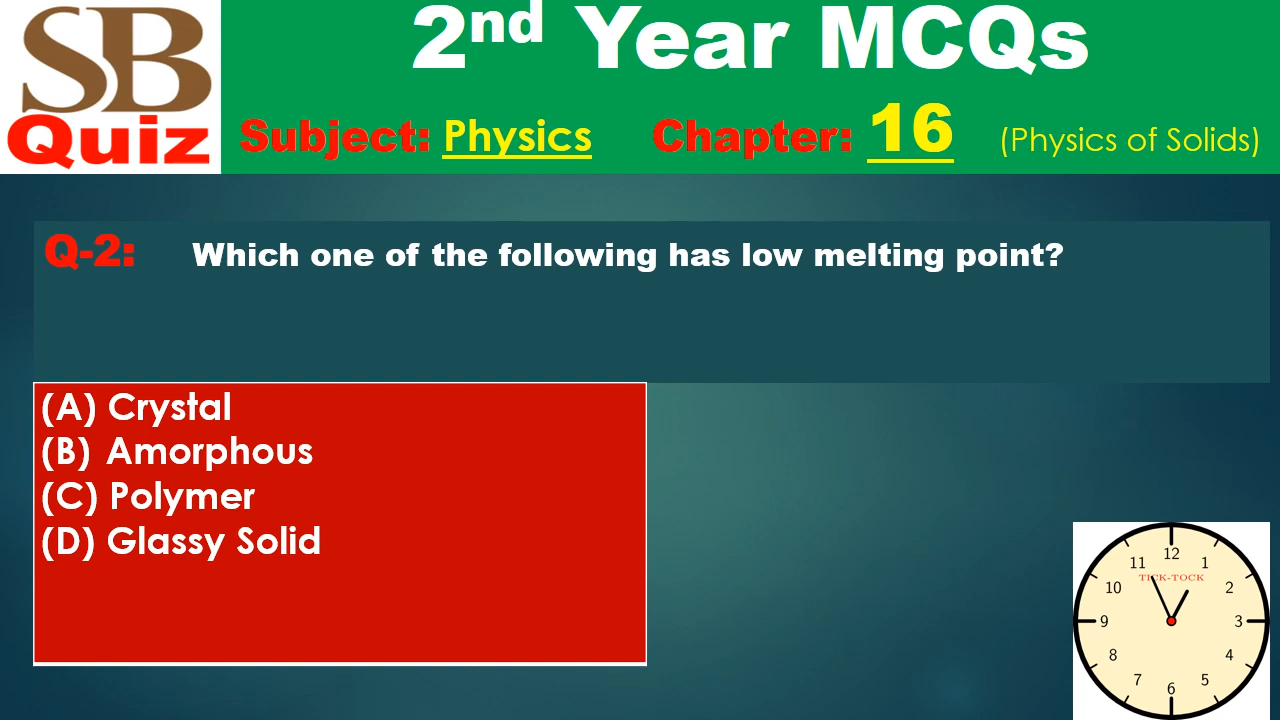 SB
Quiz
2nd Year MCQs
Subject: Physics Chapter: 16 (Physics of Solids)
Q-2: Which one of the following has low melting point?
(A) Crystal
(B) Amorphous
(C) Polymer
(D) Glassy Solid
12
11 1
TICK-TOCK
10 2
9 3
8 4
7 5
6